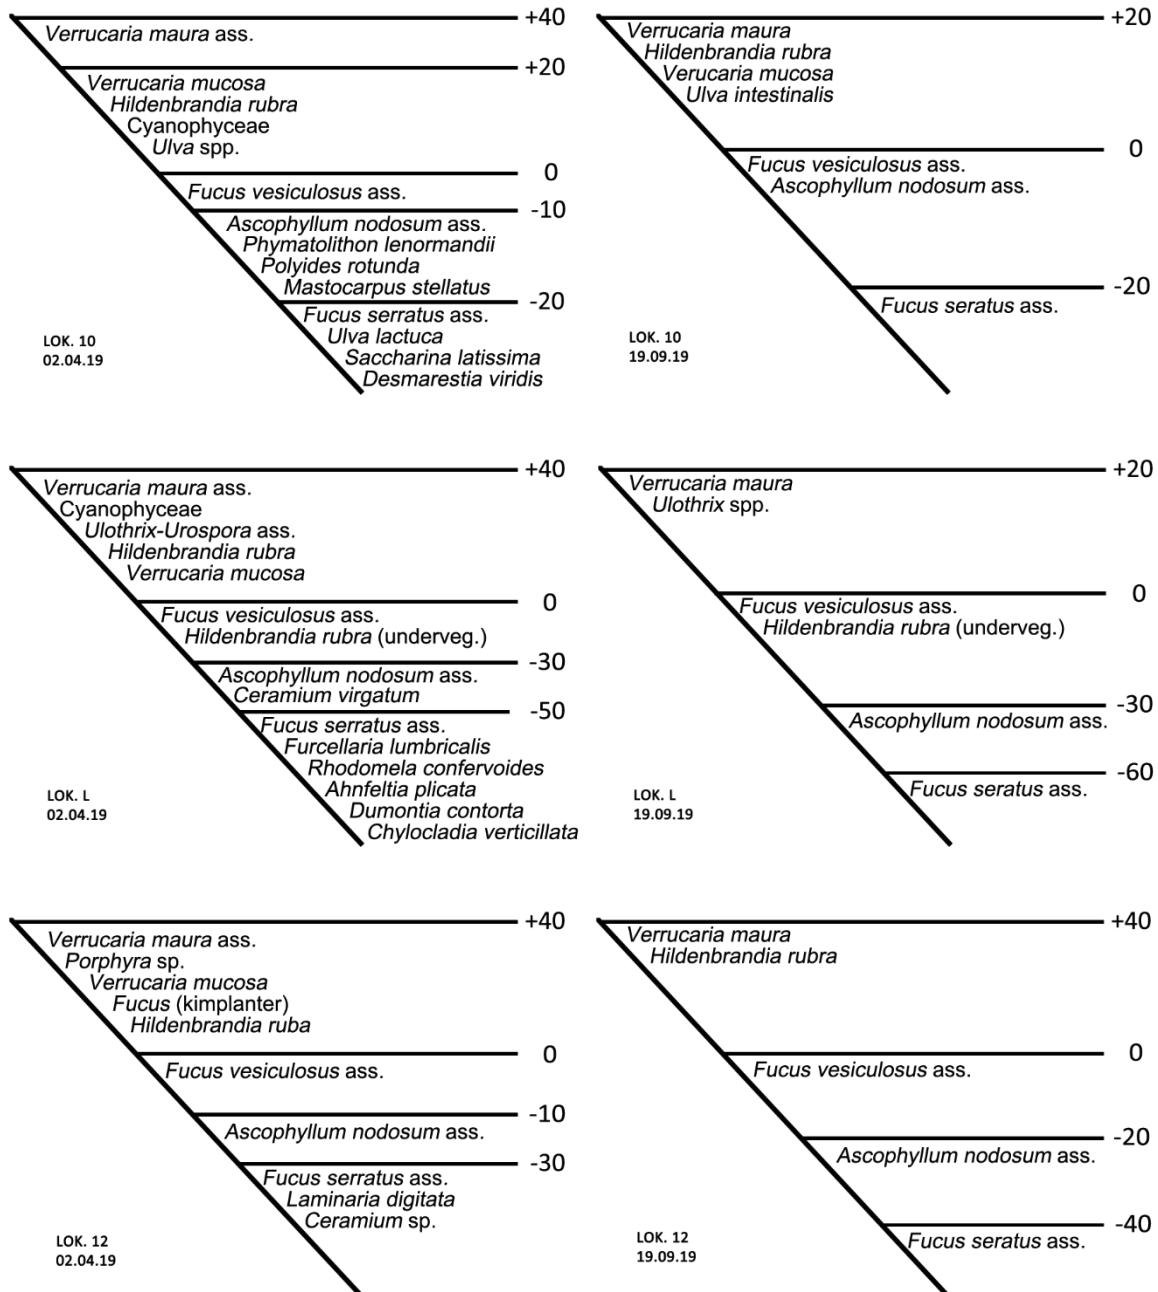 +40
Verrucaria maura ass.
+20
Verrucaria mucosa
Hildenbrandia rubra
Cyanophyceae
Ulva spp.
0
Fucus vesiculosus ass.
-10
Ascophyllum nodosum ass.
Phymatolithon lenormandii
Polyides rotunda
Mastocarpus stellatus
-20
Fucus serratus ass.
Ulva lactuca
Saccharina latissima
Desmarestia viridis
LOK. 10
02.04.19
+20
Verrucaria maura
Hildenbrandia rubra
Verucaria mucosa
Ulva intestinalis
0
Fucus vesiculosus ass.
Ascophyllum nodosum ass.
-20
Fucus seratus ass.
LOK. 10
19.09.19
+40
Verrucaria maura ass.
Cyanophyceae
Ulothrix-Urospora ass.
Hildenbrandia rubra
Verrucaria mucosa
0
Fucus vesiculosus ass.
Hildenbrandia rubra (underveg.)
-30
Ascophyllum nodosum ass.
Ceramium virgatum
-50
Fucus serratus ass.
Furcellaria lumbricalis
Rhodomela confervoides
Ahnfeltia plicata
Dumontia contorta
Chylocladia verticillata
LOK. L
02.04.19
+20
Verrucaria maura
Ulothrix spp.
0
Fucus vesiculosus ass.
Hildenbrandia rubra (underveg.)
-30
Ascophyllum nodosum ass.
-60
Fucus seratus ass.
LOK. L
19.09.19
+40
Verrucaria maura ass.
Porphyra sp.
Verrucaria mucosa
Fucus (kimplanter)
Hildenbrandia ruba
0
Fucus vesiculosus ass.
-10
Ascophyllum nodosum ass.
-30
Fucus serratus ass.
Laminaria digitata
Ceramium sp.
LOK. 12
02.04.19
+40
Verrucaria maura
Hildenbrandia rubra
0
Fucus vesiculosus ass.
-20
Ascophyllum nodosum ass.
-40
Fucus seratus ass.
LOK. 12
19.09.19